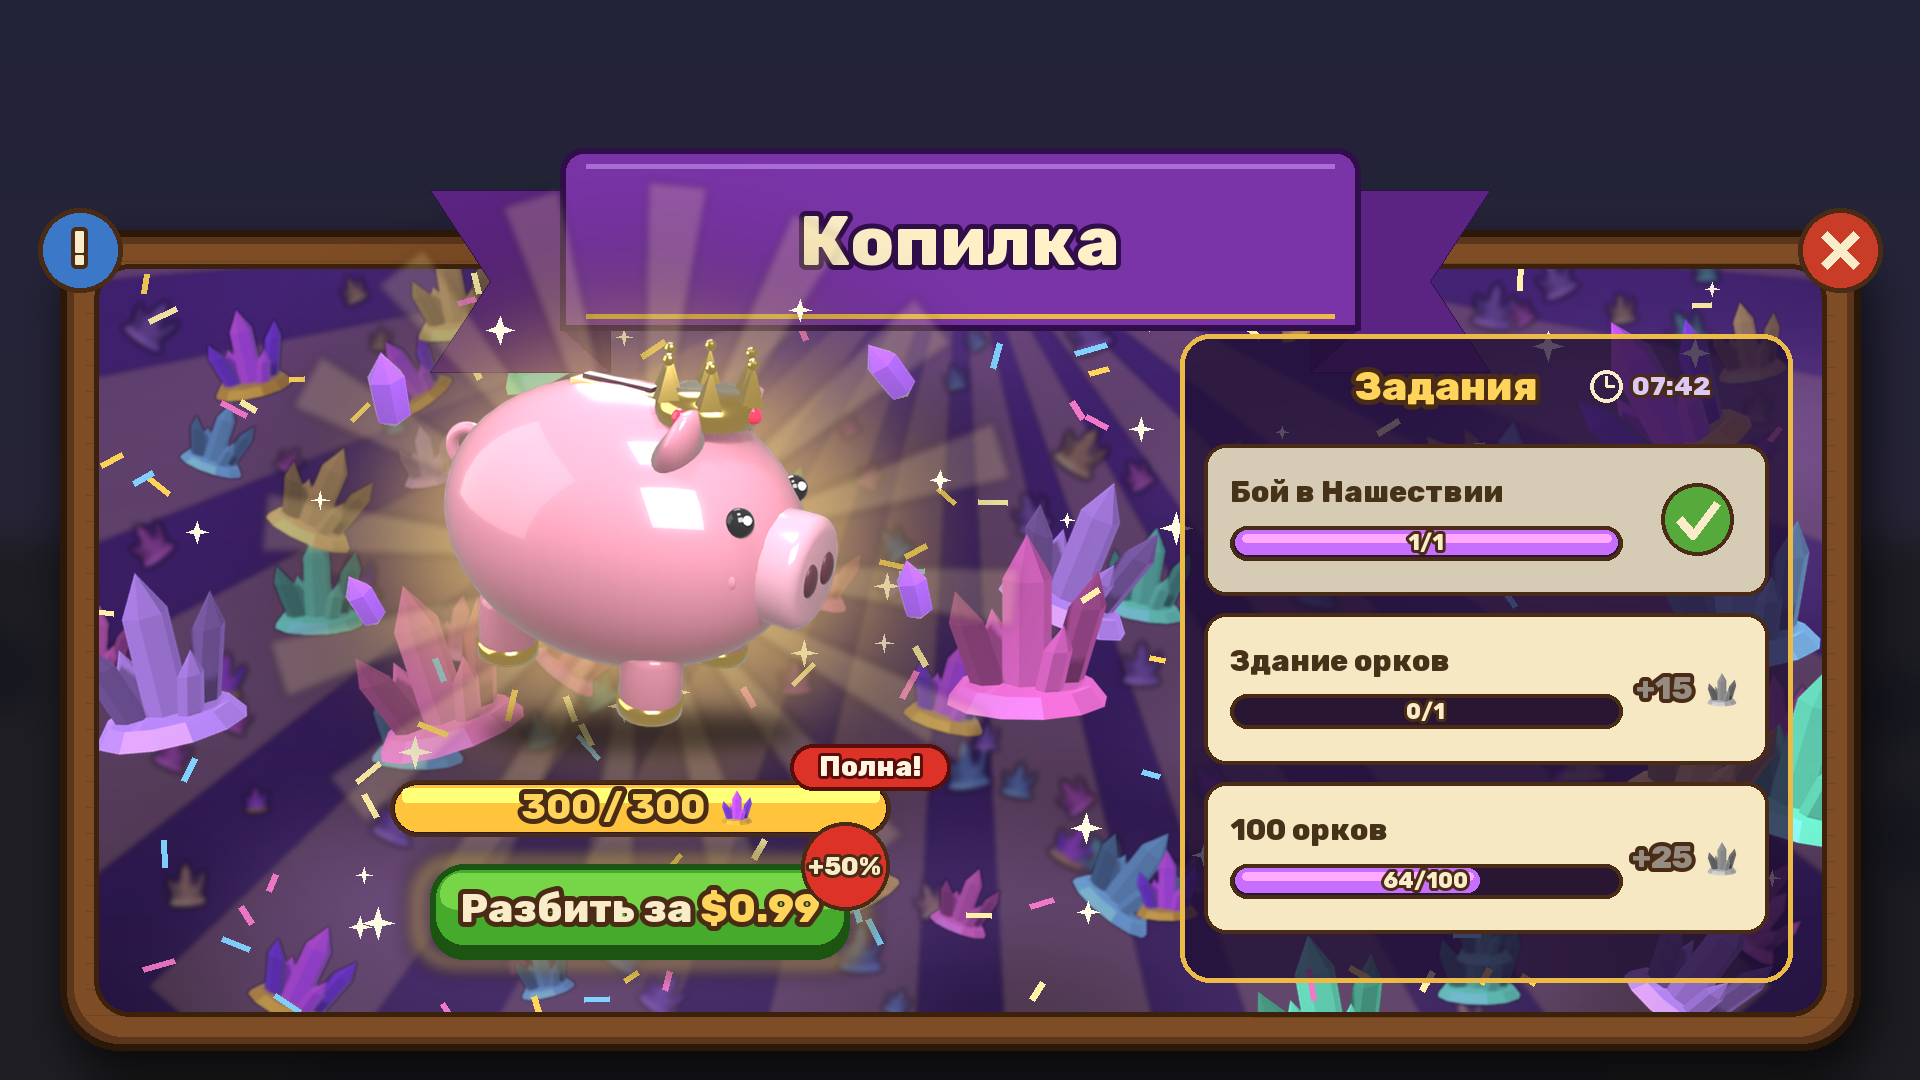 Копилка
!
Задания 07:42
Бой в Нашествии
1/1
Здание орков
0/1
+15
100 орков
64/100
+25
Полна!
300/300
+50%
Разбить за $0.99